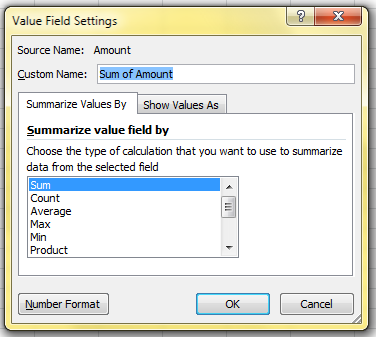 Value Field Settings
Source Name: Amount
Custom Name: Sum of Amount
Summarize Values By Show Values As
Summarize value field by
Choose the type of calculation that you want to use to summarize
data from the selected field
Sum
Count
Average
Max
Min
Product
Number Format OK Cancel